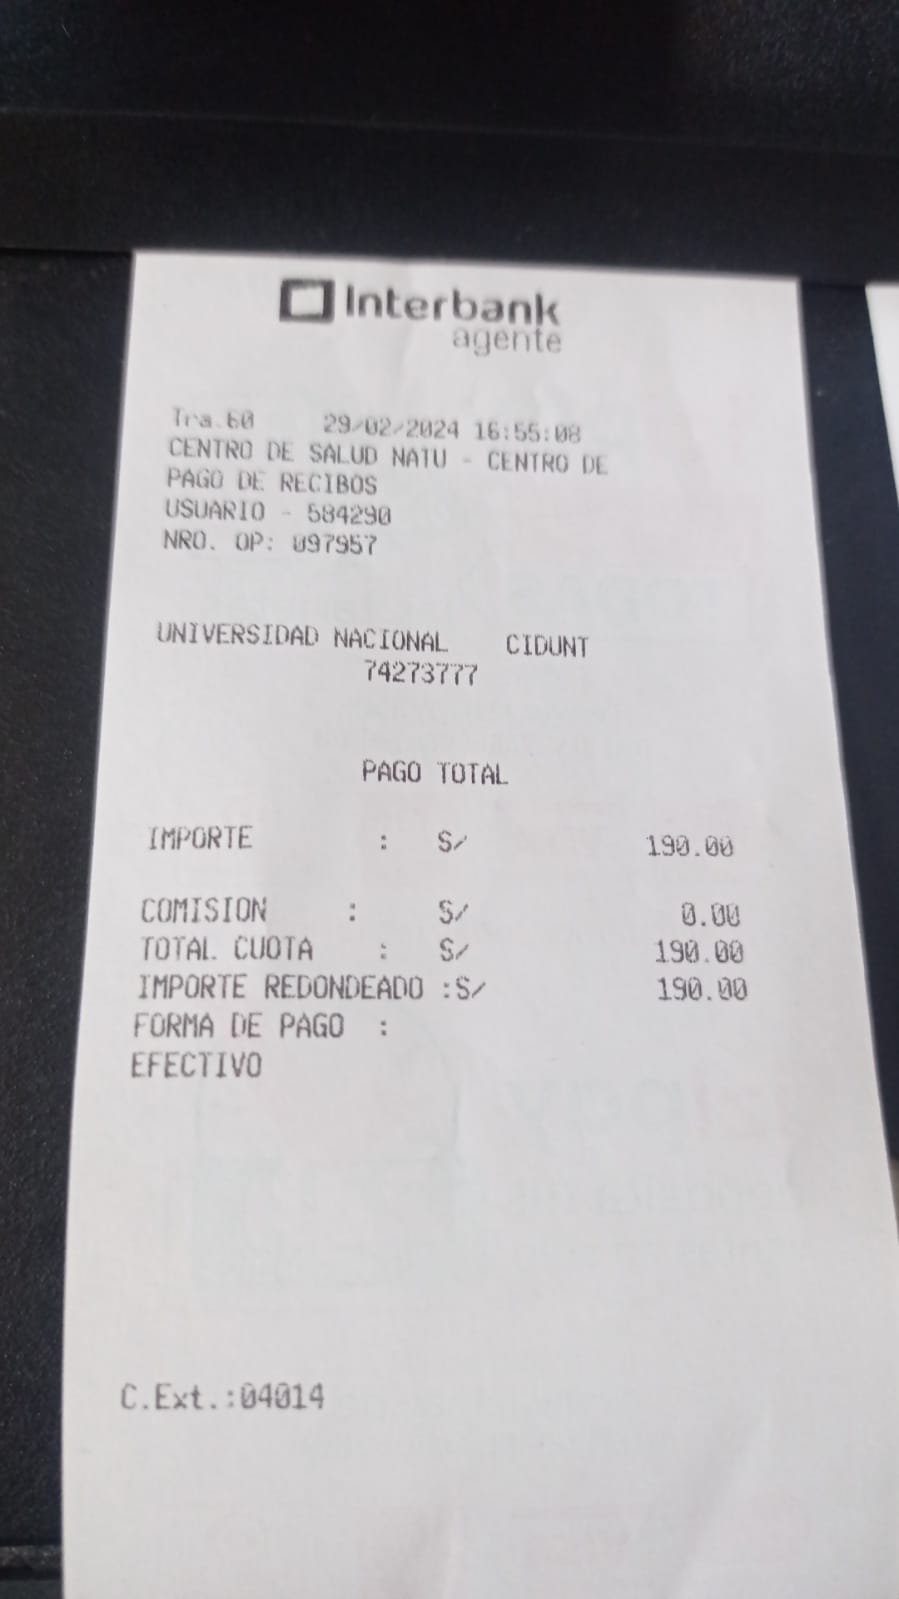 Interbank
agente
Tra.60 29/02/2024 16:55:08
CENTRO DE SALUD NATU - CENTRO DE
PAGO DE RECIBOS
USUARIO - 584290
NRO. OP: 097957
UNIVERSIDAD NACIONAL CIDUNT
74273777
PAGO TOTAL
IMPORTE : S/ 190.00
COMISION : S/ 0.00
TOTAL CUOTA : S/ 190.00
IMPORTE REDONDEADO :S/ 190.00
FORMA DE PAGO :
EFECTIVO
C.Ext.:04014